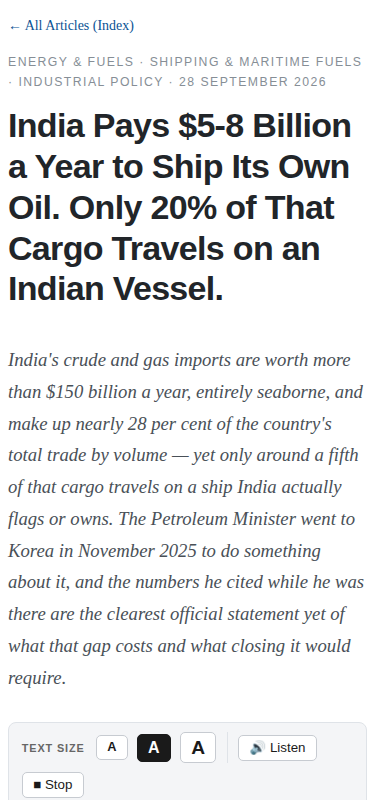 ← All Articles (Index)
ENERGY & FUELS · SHIPPING & MARITIME FUELS
· INDUSTRIAL POLICY · 28 SEPTEMBER 2026
India Pays $5-8 Billion
a Year to Ship Its Own
Oil. Only 20% of That
Cargo Travels on an
Indian Vessel.
India's crude and gas imports are worth more
than $150 billion a year, entirely seaborne, and
make up nearly 28 per cent of the country's
total trade by volume — yet only around a fifth
of that cargo travels on a ship India actually
flags or owns. The Petroleum Minister went to
Korea in November 2025 to do something
about it, and the numbers he cited while he was
there are the clearest official statement yet of
what that gap costs and what closing it would
require.
TEXT SIZE A A A 🔊 Listen
■ Stop